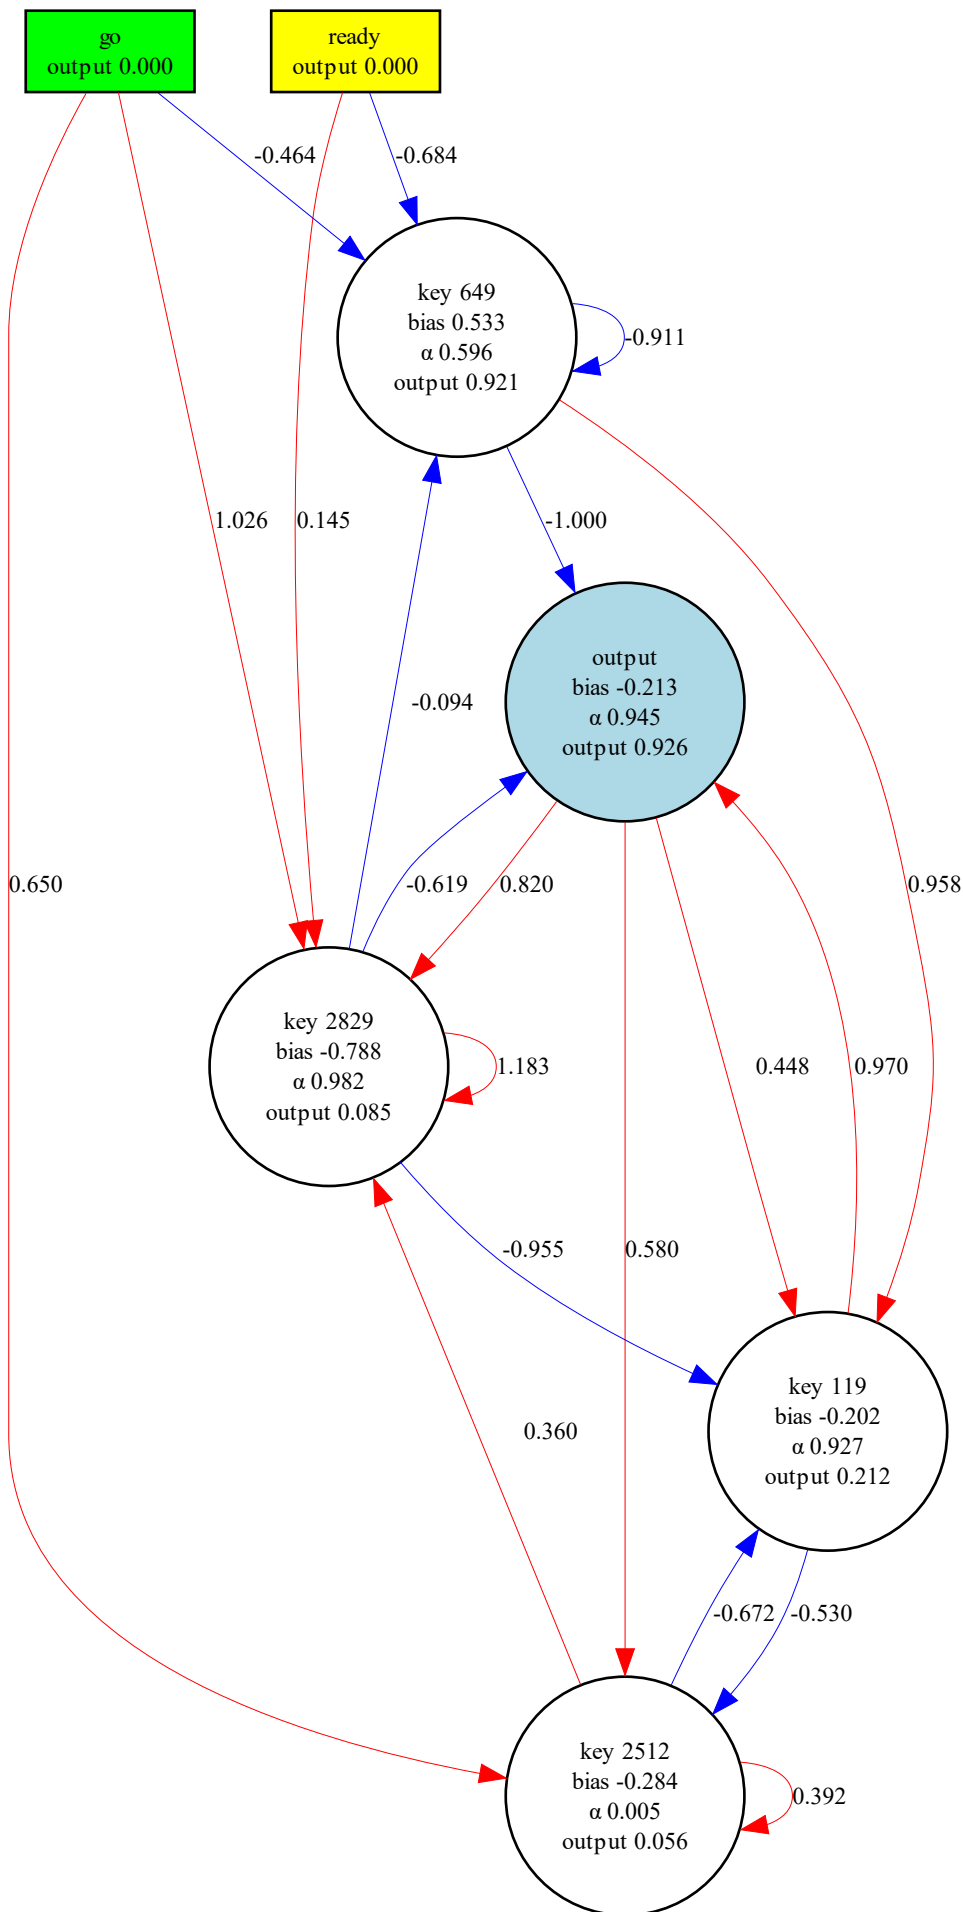 go
output 0.000
ready
output 0.000
-0.464
-0.684
key 649
bias 0.533
α 0.596
output 0.921
-0.911
1.026
0.145
-1.000
output
bias -0.213
α 0.945
output 0.926
-0.094
0.650
-0.619
0.820
0.958
key 2829
bias -0.788
α 0.982
output 0.085
1.183
0.448
0.970
-0.955
0.580
key 119
bias -0.202
α 0.927
output 0.212
0.360
-0.672
-0.530
key 2512
bias -0.284
α 0.005
output 0.056
0.392